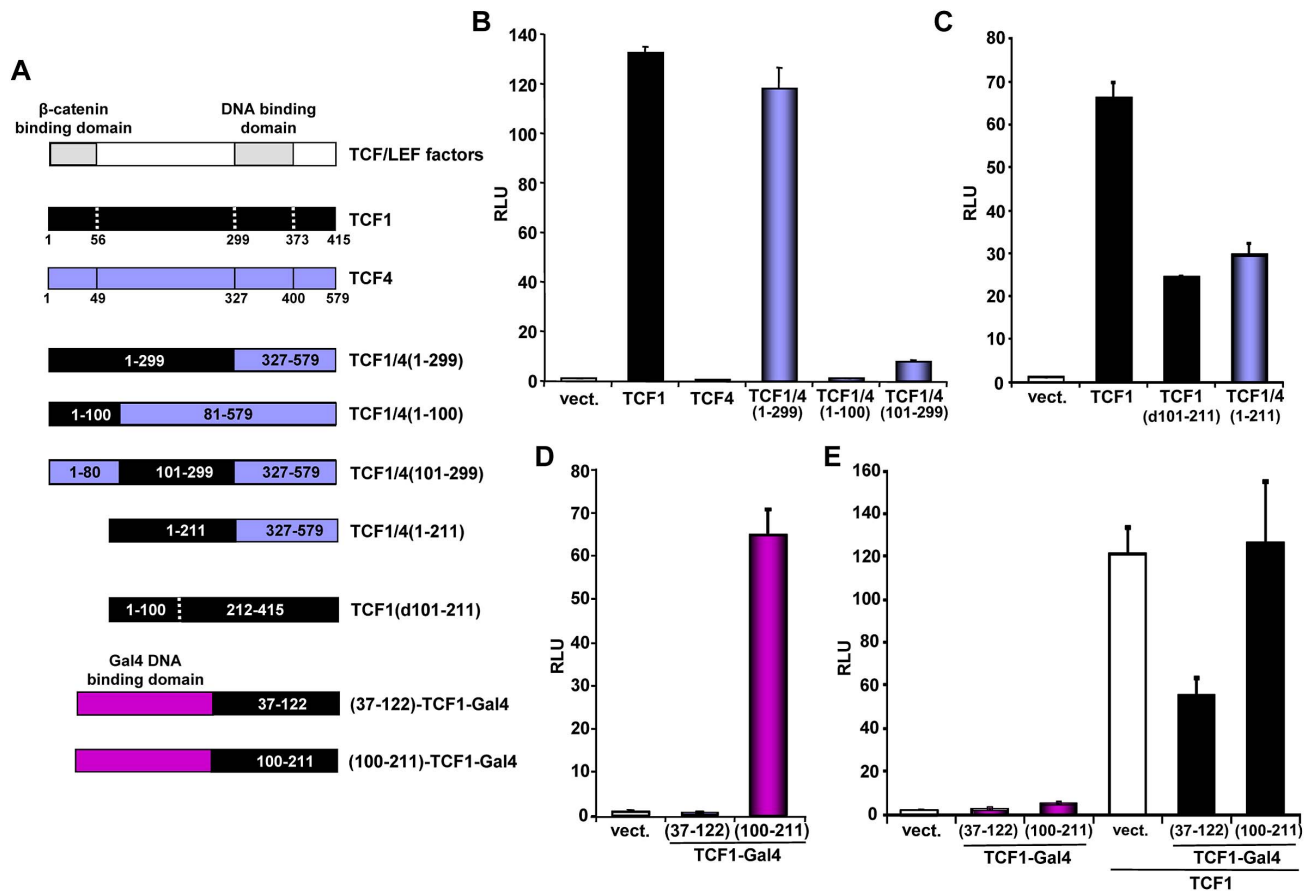 A
β-catenin
binding domain
DNA binding
domain
TCF/LEF factors
TCF1
1 56 299 373 415
TCF4
1 49 327 400 579
1-299 327-579 TCF1/4(1-299)
1-100 81-579 TCF1/4(1-100)
1-80 101-299 327-579 TCF1/4(101-299)
1-211 327-579 TCF1/4(1-211)
1-100 212-415 TCF1(d101-211)
Gal4 DNA
binding domain
37-122 (37-122)-TCF1-Gal4
100-211 (100-211)-TCF1-Gal4
B
RLU
140
120
100
80
60
40
20
0
vect. TCF1 TCF4 TCF1/4 TCF1/4 TCF1/4
(1-299) (1-100) (101-299)
C
RLU
80
70
60
50
40
30
20
10
0
vect. TCF1 TCF1 TCF1/4
(d101-211) (1-211)
D
RLU
80
70
60
50
40
30
20
10
0
vect. (37-122) (100-211)
TCF1-Gal4
E
RLU
160
140
120
100
80
60
40
20
0
vect. (37-122) (100-211) vect. (37-122) (100-211)
TCF1-Gal4 TCF1-Gal4
TCF1